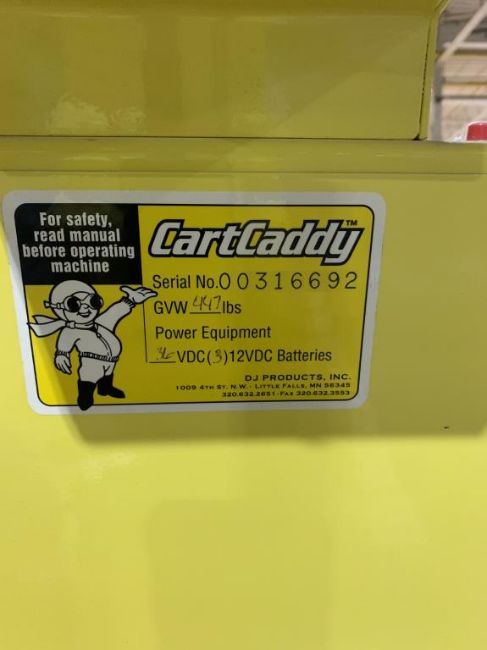 For safety,
read manual
before operating
machine
CartCaddy™
Serial No.00316692
GVW 447 lbs
Power Equipment
36 VDC(3)12VDC Batteries
DJ PRODUCTS, INC.
1009 4TH ST. N.W. - LITTLE FALLS, MN 56345
320.632.2651 - FAX 320.632.3553